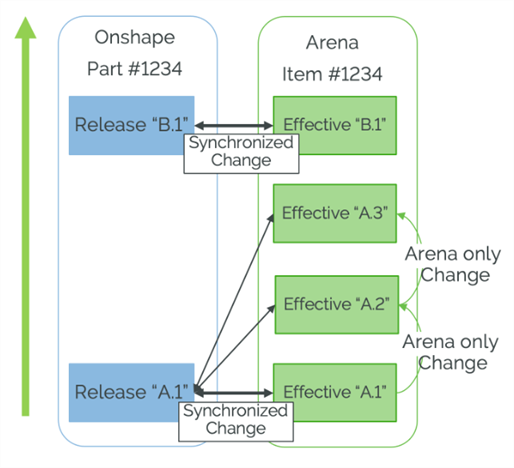 Onshape
Part #1234
Arena
Item #1234
Release “B.1”
Effective “B.1”
Synchronized
Change
Effective “A.3”
Arena only
Change
Effective “A.2”
Arena only
Change
Release “A.1”
Effective “A.1”
Synchronized
Change